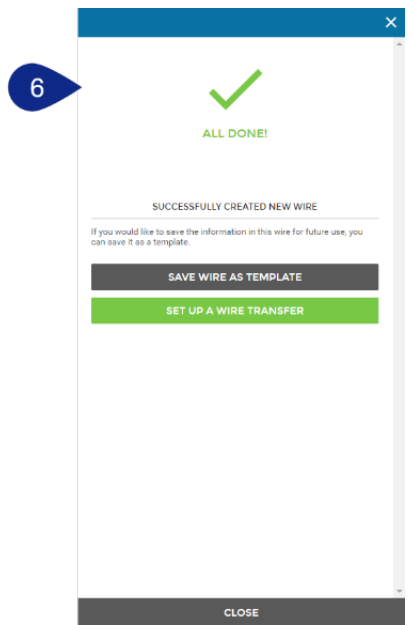 6
ALL DONE!
SUCCESSFULLY CREATED NEW WIRE
If you would like to save the information in this wire for future use, you
can save it as a template.
SAVE WIRE AS TEMPLATE
SET UP A WIRE TRANSFER
CLOSE